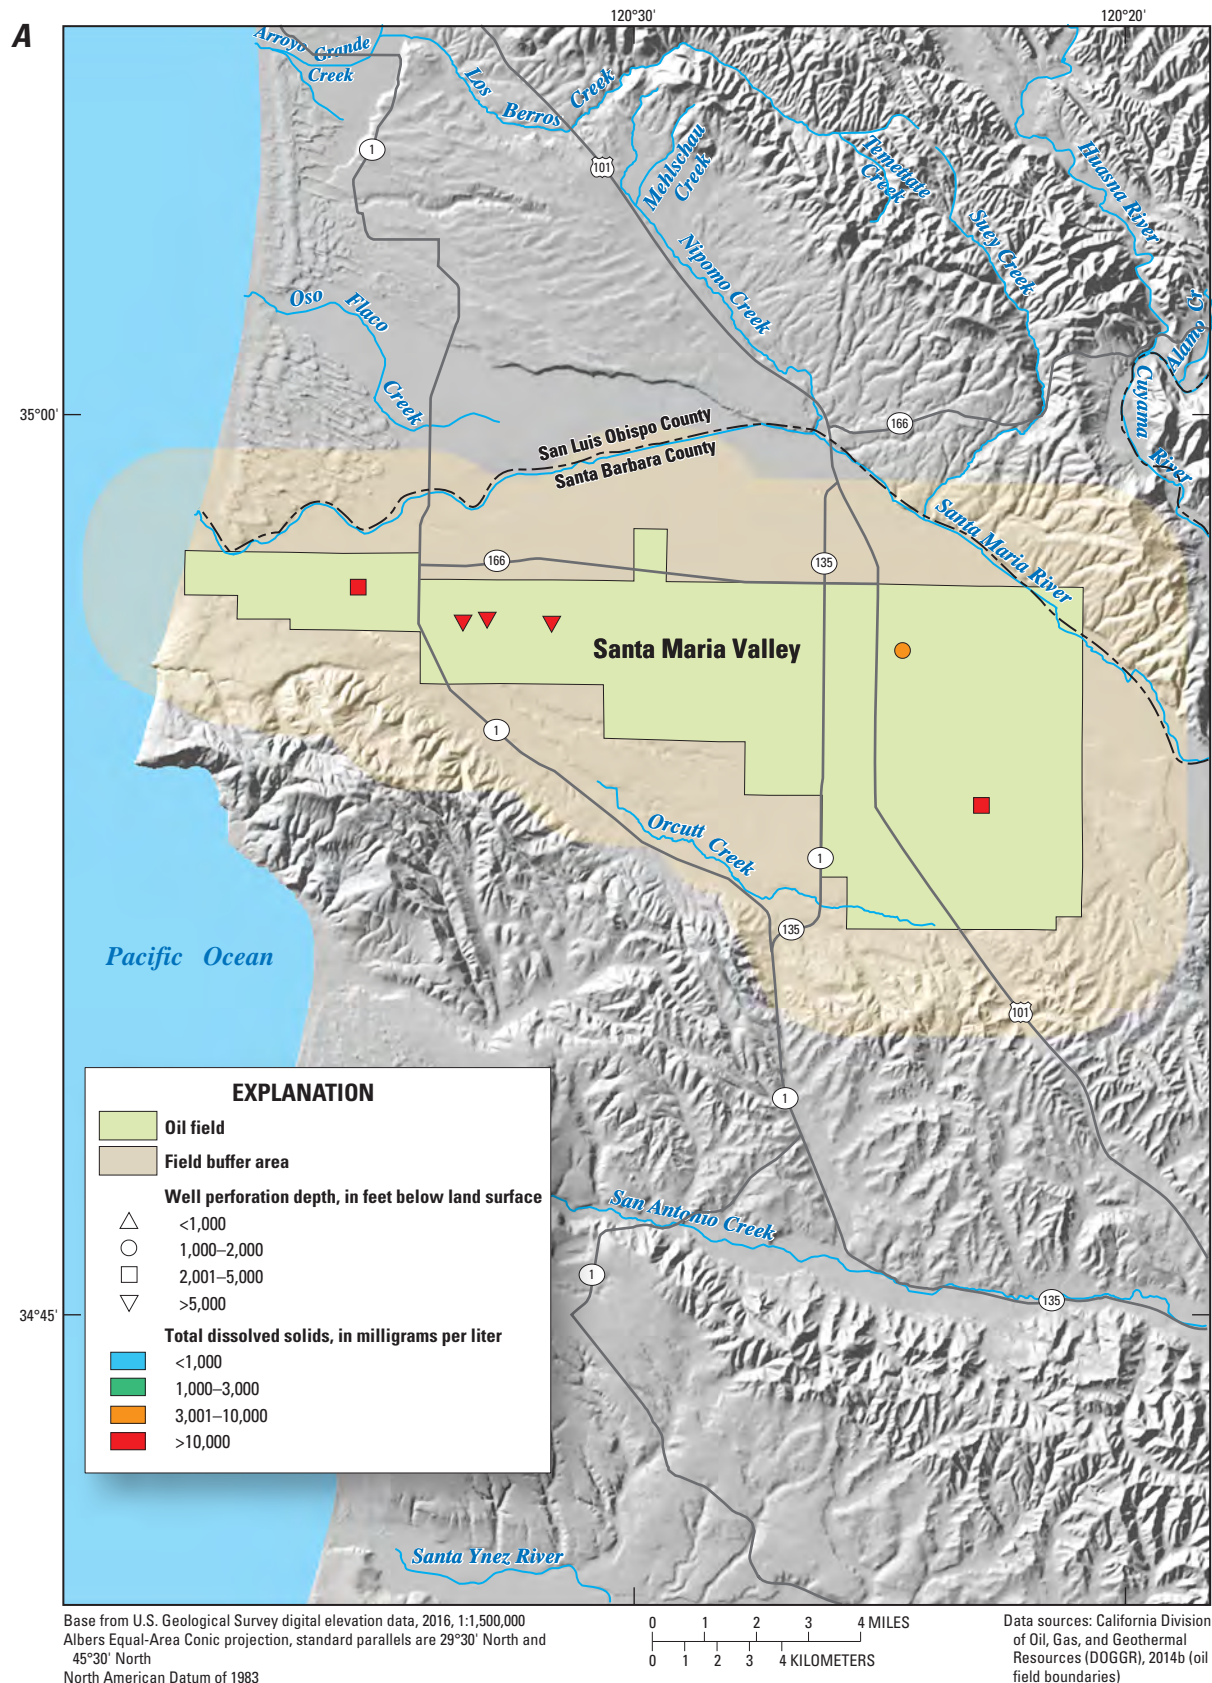 A
120°30'
120°20'
Arroyo Grande
Creek
Los Berros Creek
1
101
Mehlschau
Creek
Temettate
Creek
Huasna River
Suey Creek
Nipomo Creek
Oso Flaco
Creek
Alamo Cr
Cuyama
River
35°00'
166
San Luis Obispo County
Santa Barbara County
Santa Maria River
166
135
Santa Maria Valley
1
Orcutt Creek
1
135
Pacific Ocean
101
1
EXPLANATION
Oil field
Field buffer area
Well perforation depth, in feet below land surface
<1,000
1,000–2,000
2,001–5,000
>5,000
Total dissolved solids, in milligrams per liter
<1,000
1,000–3,000
3,001–10,000
>10,000
San Antonio Creek
1
135
34°45'
Santa Ynez River
Base from U.S. Geological Survey digital elevation data, 2016, 1:1,500,000
Albers Equal-Area Conic projection, standard parallels are 29°30' North and
45°30' North
North American Datum of 1983
0 1 2 3 4 MILES
0 1 2 3 4 KILOMETERS
Data sources: California Division
of Oil, Gas, and Geothermal
Resources (DOGGR), 2014b (oil
field boundaries)